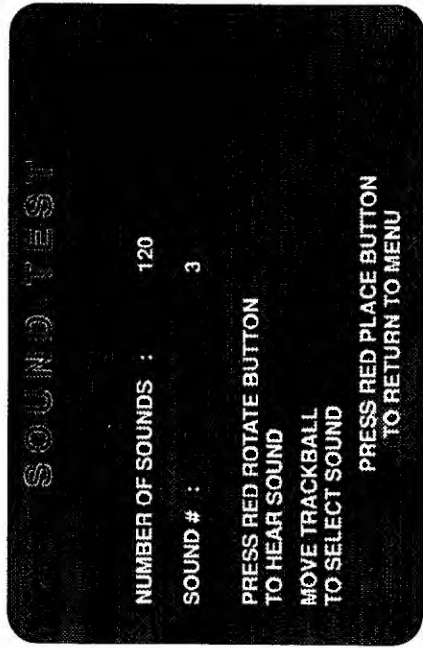 SOUND TEST
NUMBER OF SOUNDS : 120
SOUND # : 3
PRESS RED ROTATE BUTTON
TO HEAR SOUND
MOVE TRACKBALL
TO SELECT SOUND
PRESS RED PLACE BUTTON
TO RETURN TO MENU